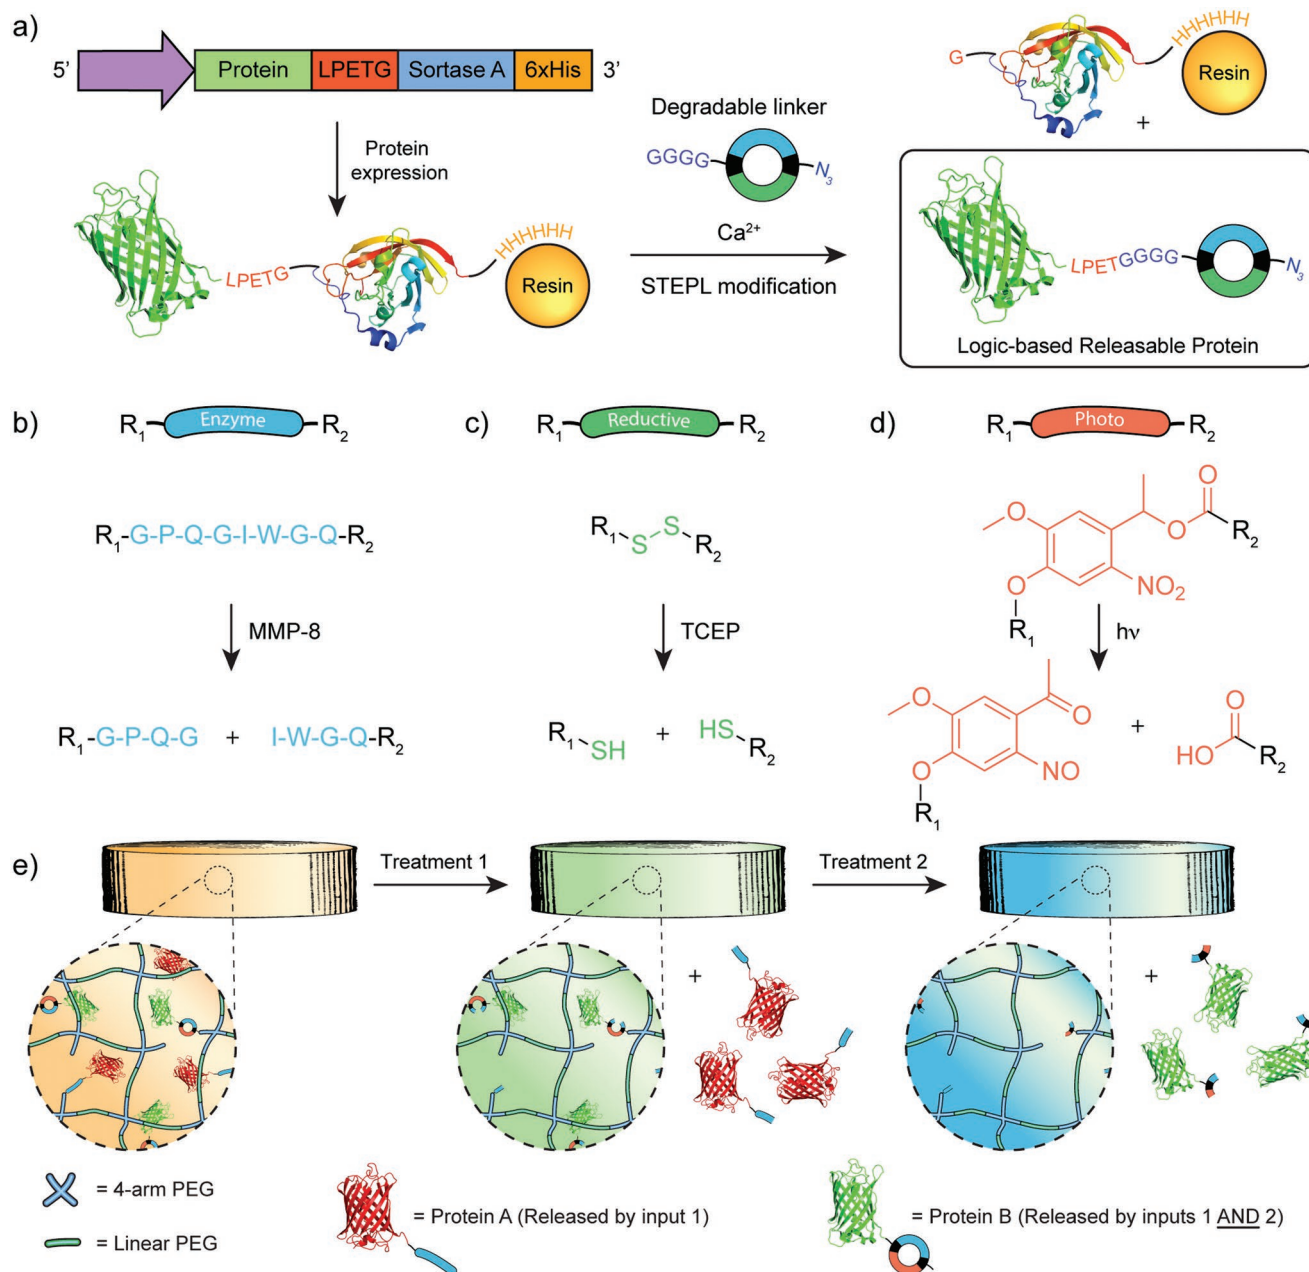 a)
5’
Protein
LPETG
Sortase A
6xHis
3’
Protein
expression
LPETG
HHHHHH
Resin
Degradable linker
GGGG
N3
Ca2+
STEPL modification
G
HHHHHH
Resin
+
LPETGGGG
N3
Logic-based Releasable Protein
b)
R1
Enzyme
R2
R1-G-P-Q-G-I-W-G-Q-R2
MMP-8
R1-G-P-Q-G + I-W-G-Q-R2
c)
R1
Reductive
R2
R1
S
S
R2
TCEP
R1
SH
+
HS
R2
d)
R1
Photo
R2
O
O
O
R2
O
NO2
R1
hν
O
O
O
NO
R1
+
O
HO
R2
e)
Treatment 1
Treatment 2
+
+
= 4-arm PEG
= Linear PEG
= Protein A (Released by input 1)
= Protein B (Released by inputs 1 AND 2)